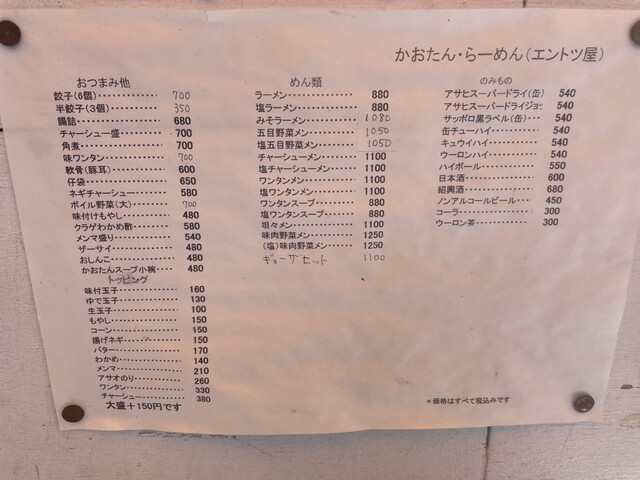 かおたん・らーめん(エントツ屋)
おつまみ他
餃子(6個)・・・・・・・・・・・・ 700
半餃子(3個)・・・・・・・・・・ 350
腸詰・・・・・・・・・・・・・・・・ 680
チャーシュー盛・・・・・・・・ 700
角煮・・・・・・・・・・・・・・・・ 700
味ワンタン・・・・・・・・・・・・ 700
軟骨(豚耳)・・・・・・・・・・ 600
仔袋・・・・・・・・・・・・・・・・ 650
ネギチャーシュー・・・・・・ 580
ボイル野菜(大)・・・・・・・・ 700
味付けもやし・・・・・・・・・・ 480
クラゲわかめ酢・・・・・・・・ 580
メンマ盛り・・・・・・・・・・・・ 540
ザーサイ・・・・・・・・・・・・ 480
おしんこ・・・・・・・・・・・・ 480
かおたんスープ小椀・・・・ 480
トッピング
味付玉子・・・・・・・・・・・・ 160
ゆで玉子・・・・・・・・・・・・ 130
生玉子・・・・・・・・・・・・・・ 100
もやし・・・・・・・・・・・・・・ 150
コーン・・・・・・・・・・・・・・ 150
揚げネギ・・・・・・・・・・・・ 150
バター・・・・・・・・・・・・・・ 170
わかめ・・・・・・・・・・・・・・ 140
メンマ・・・・・・・・・・・・・・ 210
アサオのり・・・・・・・・・・ 260
ワンタン・・・・・・・・・・・・ 330
チャーシュー・・・・・・・・・・ 380
大盛+150円です
めん類
ラーメン・・・・・・・・・・・・ 880
塩ラーメン・・・・・・・・・・ 880
みそラーメン・・・・・・・・ 1080
五目野菜メン・・・・・・・・ 1050
塩五目野菜メン・・・・・・ 1050
チャーシューメン・・・・・・ 1100
塩チャーシューメン・・・・ 1100
ワンタンメン・・・・・・・・ 1100
塩ワンタンメン・・・・・・ 1100
ワンタンスープ・・・・・・ 880
塩ワンタンスープ・・・・ 880
坦々メン・・・・・・・・・・・・ 1100
味肉野菜メン・・・・・・・・ 1250
(塩)味肉野菜メン・・・・ 1250
ギョーザセット 1100
のみもの
アサヒスーパードライ(缶) 540
アサヒスーパードライジョッ 540
サッポロ黒ラベル(缶)・・・ 540
缶チューハイ・・・・・・・・ 540
キュウイハイ・・・・・・・・ 540
ウーロンハイ・・・・・・・・ 540
ハイボール・・・・・・・・・・ 550
日本酒・・・・・・・・・・・・ 600
紹興酒・・・・・・・・・・・・ 680
ノンアルコールビール・・・・ 450
コーラ・・・・・・・・・・・・ 300
ウーロン茶・・・・・・・・・・ 300
*価格はすべて税込みです